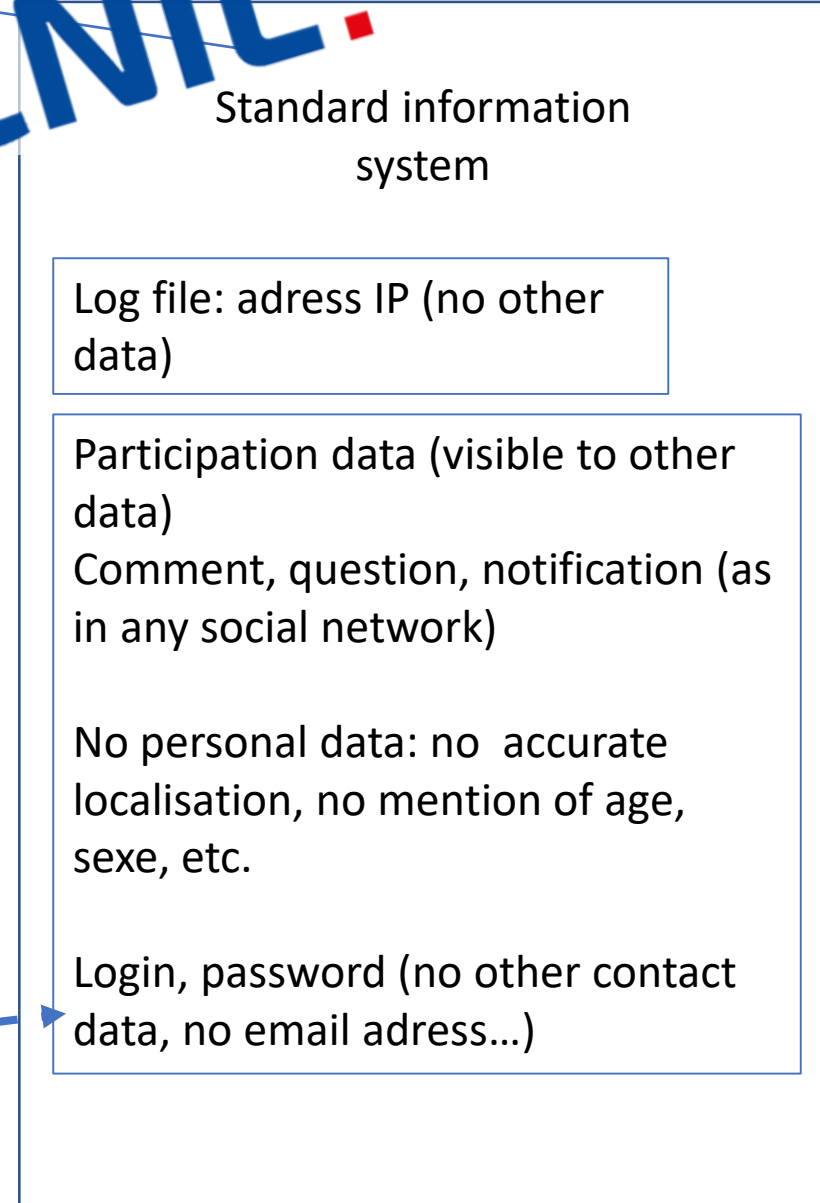 NIL.
Standard information
system
Log file: adress IP (no other
data)
Participation data (visible to other
data)
Comment, question, notification (as
in any social network)
No personal data: no  accurate
localisation, no mention of age,
sexe, etc.
Login, password (no other contact
data, no email adress…)